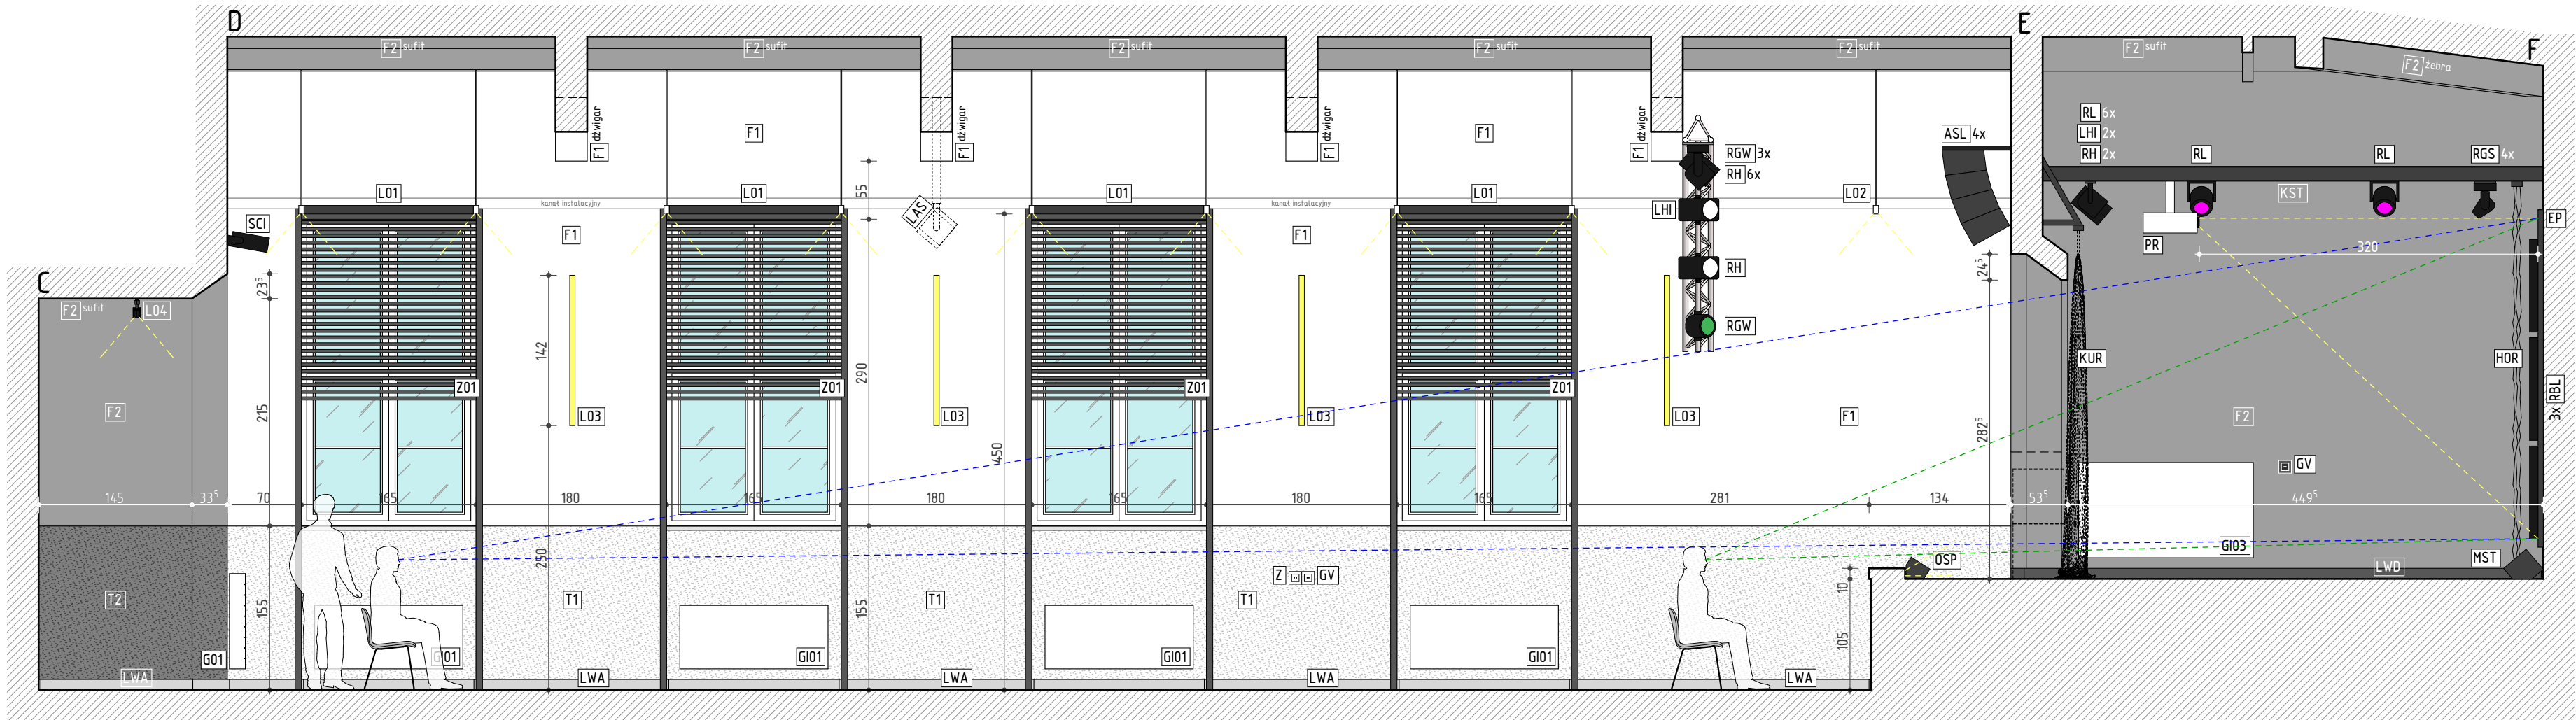 D
E
F
C
F2 sufit
F2 sufit
F2 sufit
F2 sufit
F2 sufit
F2 sufit
F2 żebra
F1 dźwigar
F1 dźwigar
F1 dźwigar
F1 dźwigar
F1
F1
RL 6x
LHI 2x
RH 2x
ASL 4x
RGW 3x
RH 6x
RL
RL
RGS 4x
L01
L01
L01
L01
L02
KST
kanał instalacyjny
kanał instalacyjny
55
LAS
LHI
SCI
F1
F1
EP
PR
320
RH
24⁵
23⁵
F2 sufit
L04
RGW
142
290
KUR
HOR
Z01
Z01
Z01
Z01
3x RBL
F2
215
L03
L03
L03
L03
F1
F2
450
282⁵
GV
145
33⁵
70
165
180
165
180
165
180
165
281
134
53⁵
449⁵
250
GI03
MST
OSP
LWD
Z
GV
T2
155
T1
T1
155
T1
10
105
G01
GI01
GI01
GI01
GI01
LWA
LWA
LWA
LWA
LWA